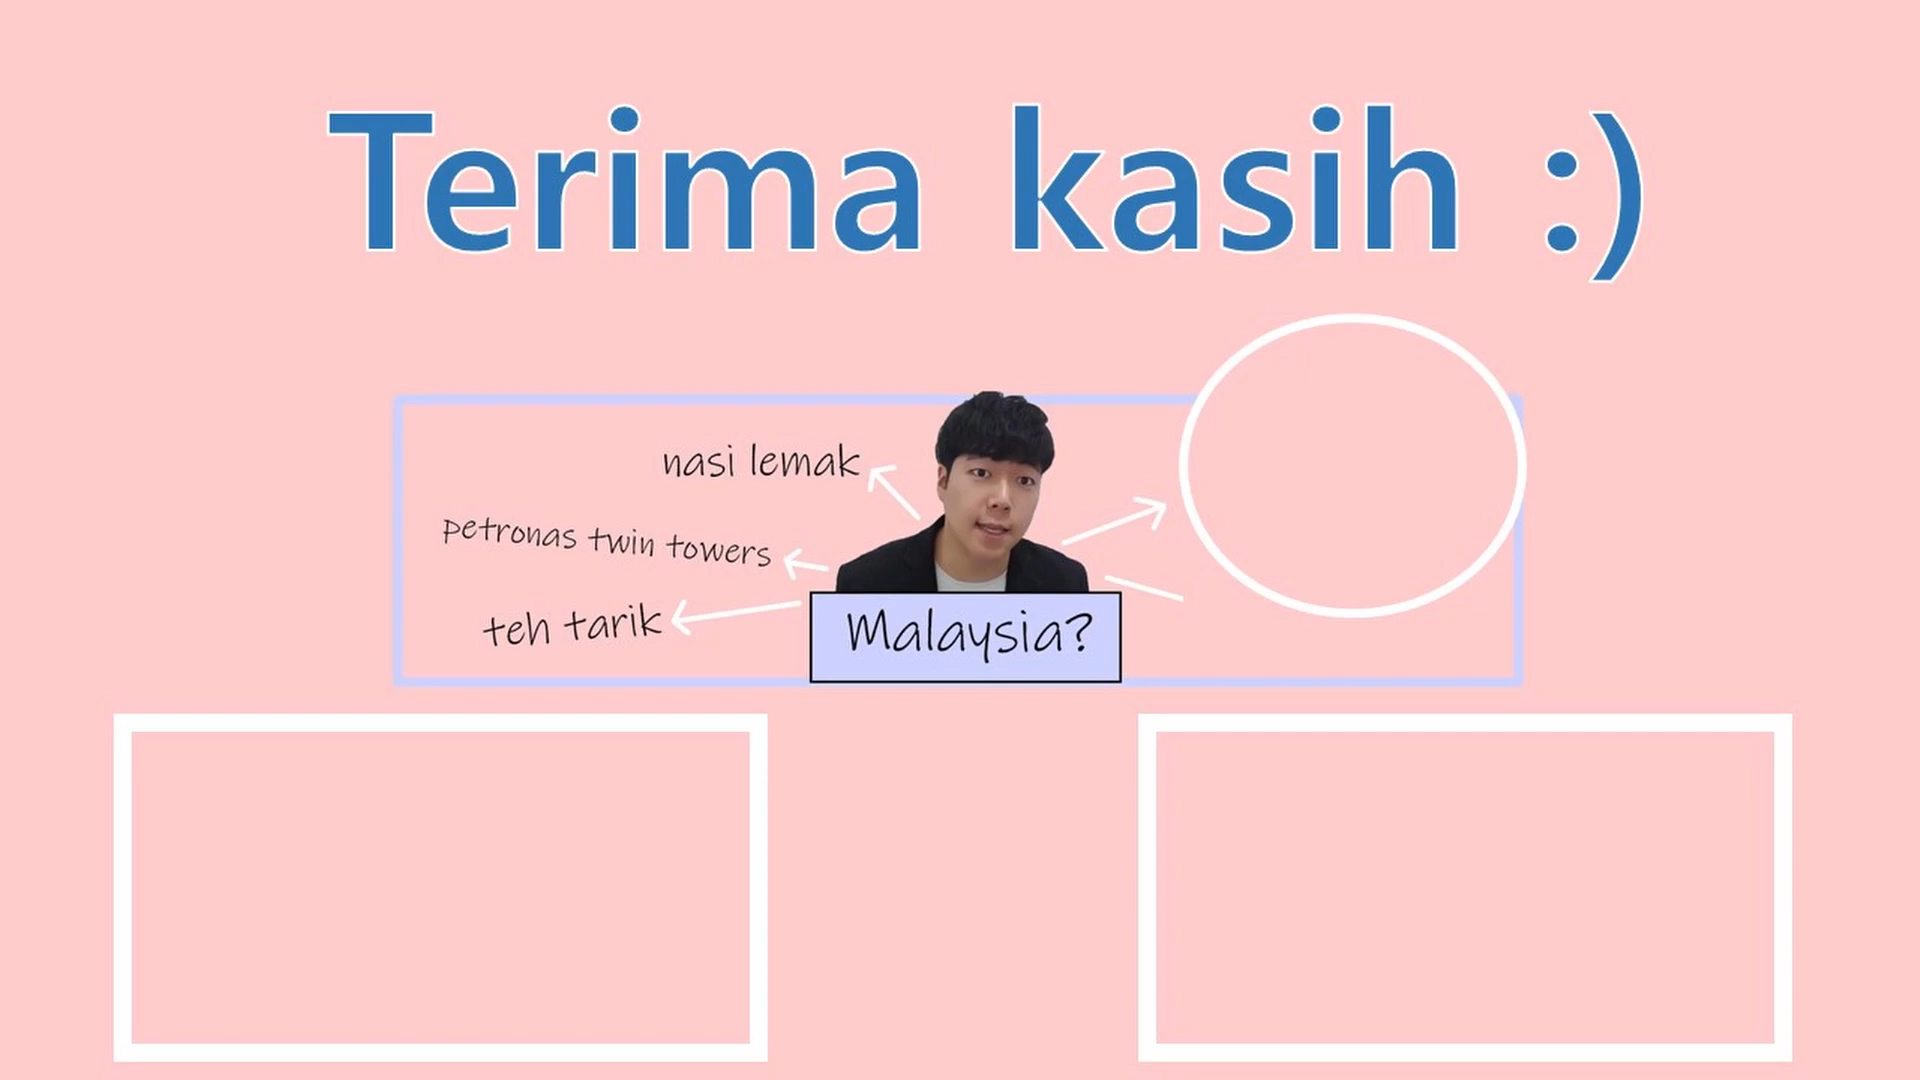 Terima kasih :)
nasi lemak
petronas twin towers
teh tarik
Malaysia?